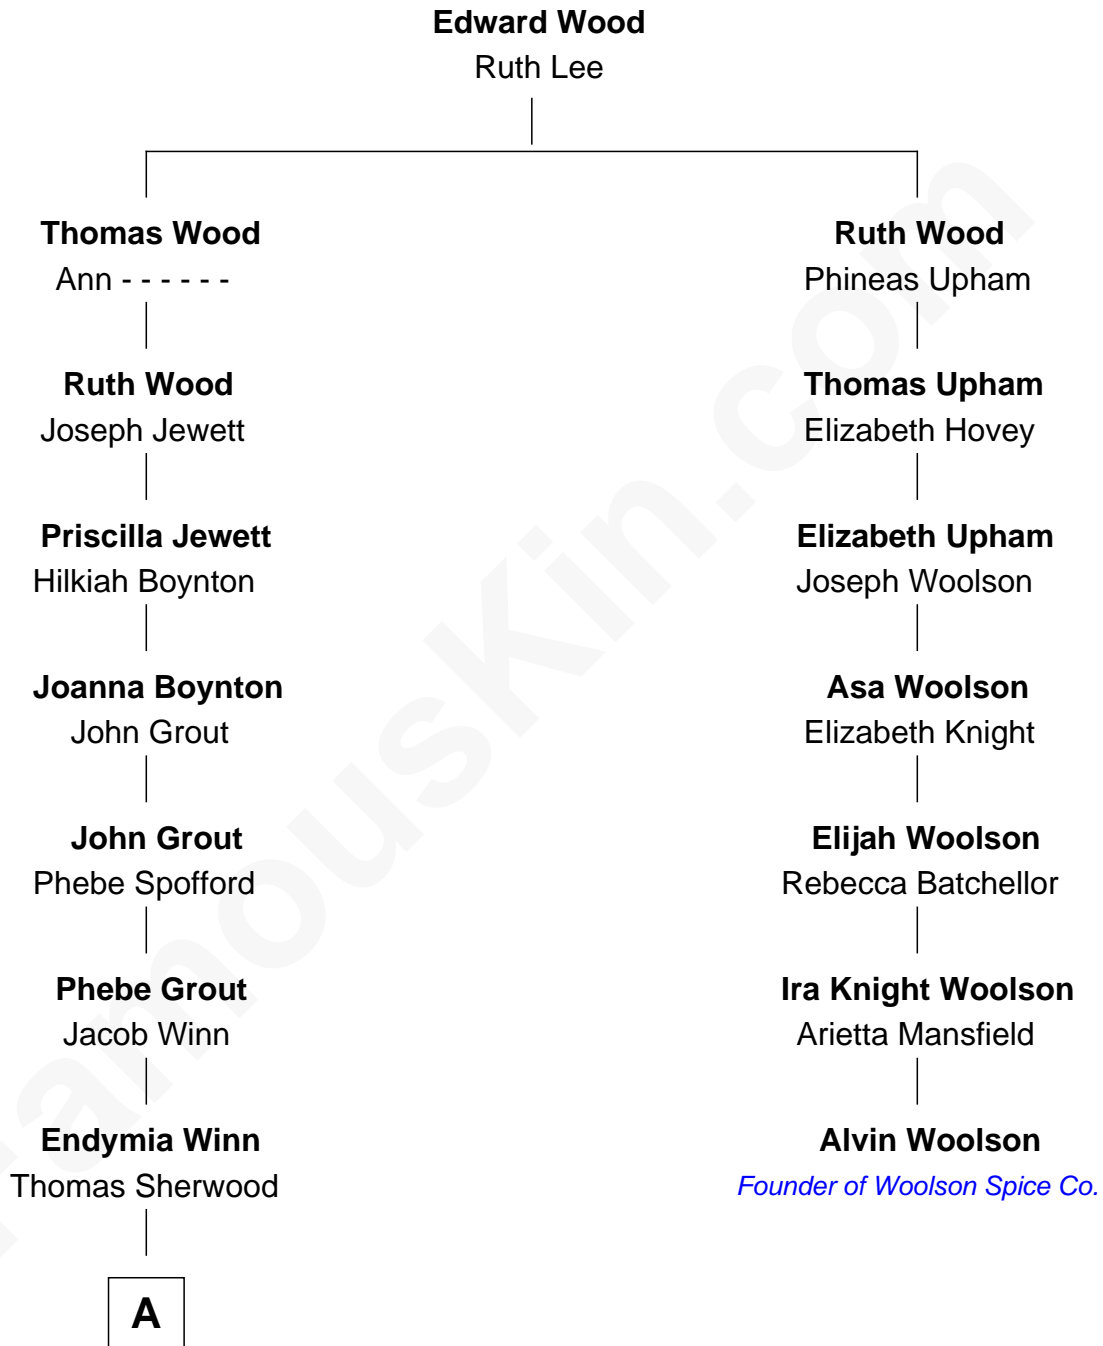 Edward Wood
Ruth Lee
Thomas Wood
Ann - - - - - -
Ruth Wood
Joseph Jewett
Priscilla Jewett
Hilkiah Boynton
Joanna Boynton
John Grout
John Grout
Phebe Spofford
Phebe Grout
Jacob Winn
Endymia Winn
Thomas Sherwood
A
Ruth Wood
Phineas Upham
Thomas Upham
Elizabeth Hovey
Elizabeth Upham
Joseph Woolson
Asa Woolson
Elizabeth Knight
Elijah Woolson
Rebecca Batchellor
Ira Knight Woolson
Arietta Mansfield
Alvin Woolson
Founder of Woolson Spice Co.
FamousKin.com